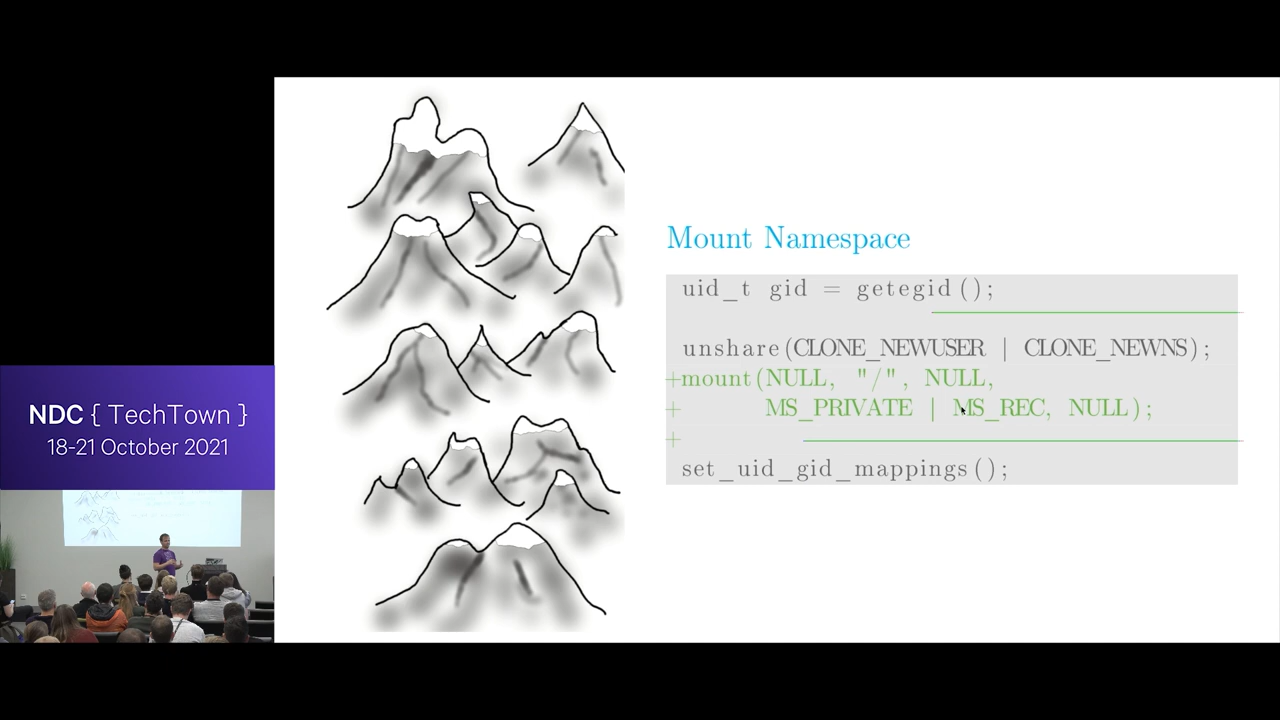 NDC { TechTown }
18-21 October 2021
Mount Namespace
uid_t gid = getegid();
unshare(CLONE_NEWUSER | CLONE_NEWNS);
+mount(NULL, "/", NULL,
+ MS_PRIVATE | MS_REC, NULL);
+
set_uid_gid_mappings();